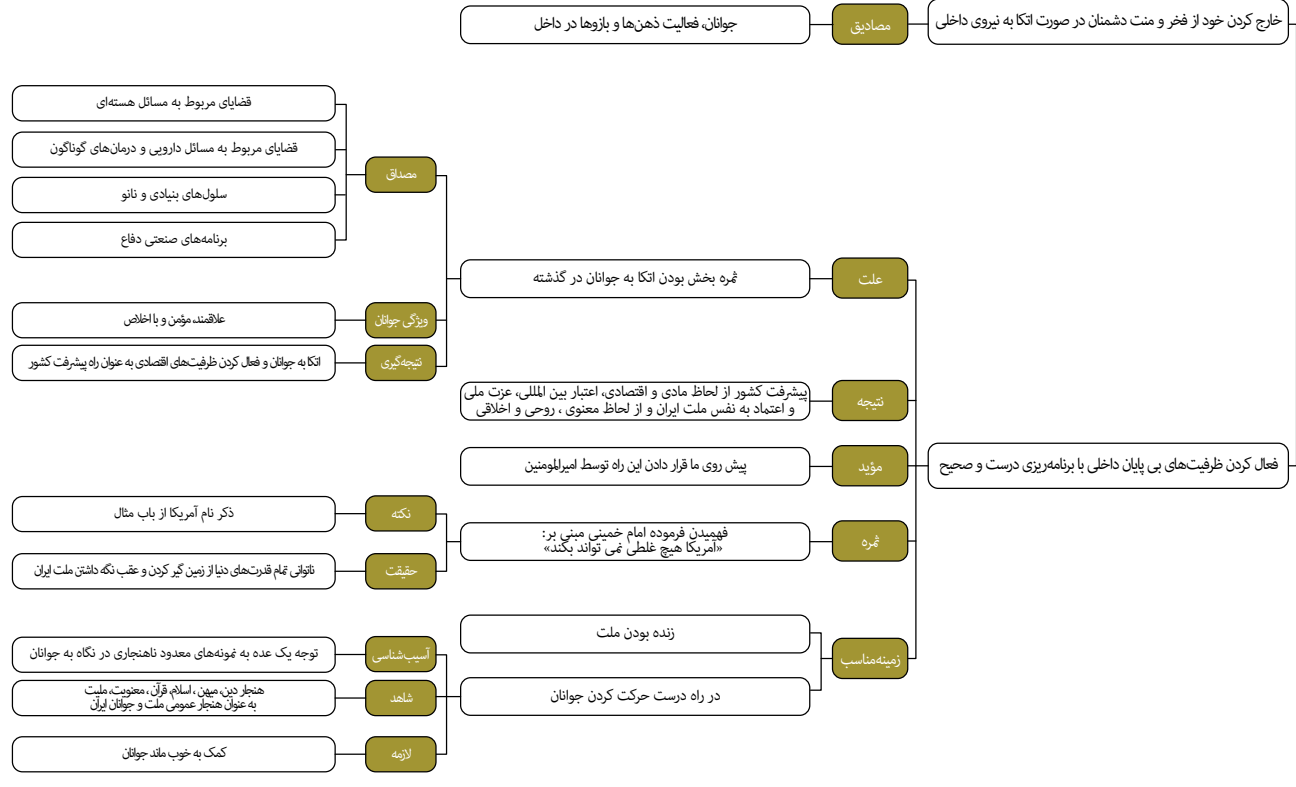 خارج کردن خود از فخر و منت دشمنان در صورت اتکا به نیروی داخلی
مصادیق
جوانان، فعالیت ذهن‌ها و بازوها در داخل
فعال کردن ظرفیت‌های بی پایان داخلی با برنامه‌ریزی درست و صحیح
علت
ثمره بخش بودن اتکا به جوانان در گذشته
مصداق
قضایای مربوط به مسائل هسته‌ای
قضایای مربوط به مسائل دارویی و درمان‌های گوناگون
سلول‌های بنیادی و نانو
برنامه‌های صنعتی دفاع
ویژگی جوانان
علاقمند، مؤمن و با اخلاص
نتیجه‌گیری
اتکا به جوانان و فعال کردن ظرفیت‌های اقتصادی به عنوان راه پیشرفت کشور
نتیجه
پیشرفت کشور از لحاظ مادی و اقتصادی، اعتبار بین المللی، عزت ملی
و اعتماد به نفس ملت ایران و از لحاظ معنوی ، روحی و اخلاقی
مؤید
پیش روی ما قرار دادن این راه توسط امیرالمومنین
ثمره
فهمیدن فرموده امام خمینی مبنی بر:
«آمریکا هیچ غلطی نمی تواند بکند»
نکته
ذکر نام آمریکا از باب مثال
حقیقت
ناتوانی تمام قدرت‌های دنیا از زمین گیر کردن و عقب نگه داشتن ملت ایران
زمینه‌مناسب
زنده بودن ملت
در راه درست حرکت کردن جوانان
آسیب‌شناسی
توجه یک عده به نمونه‌های معدود ناهنجاری در نگاه به جوانان
شاهد
هنجار دین، میهن ، اسلام، قرآن ، معنویت، ملیت
به عنوان هنجار عمومی ملت و جوانان ایران
لازمه
کمک به خوب ماند جوانان